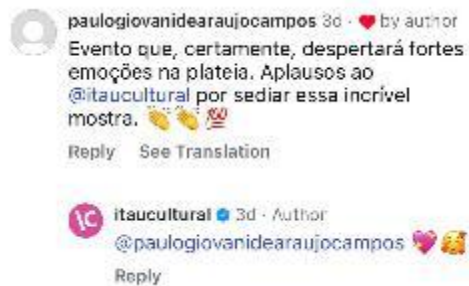 paulogiovanidearaujocampos 3d · ❤️ by author
Evento que, certamente, despertará fortes
emoções na plateia. Aplausos ao
@itaucultural por sediar essa incrível
mostra. 👏👏💯
Reply See Translation
itaucultural 3d · Author
@paulogiovanidearaujocampos 💖🥰
Reply